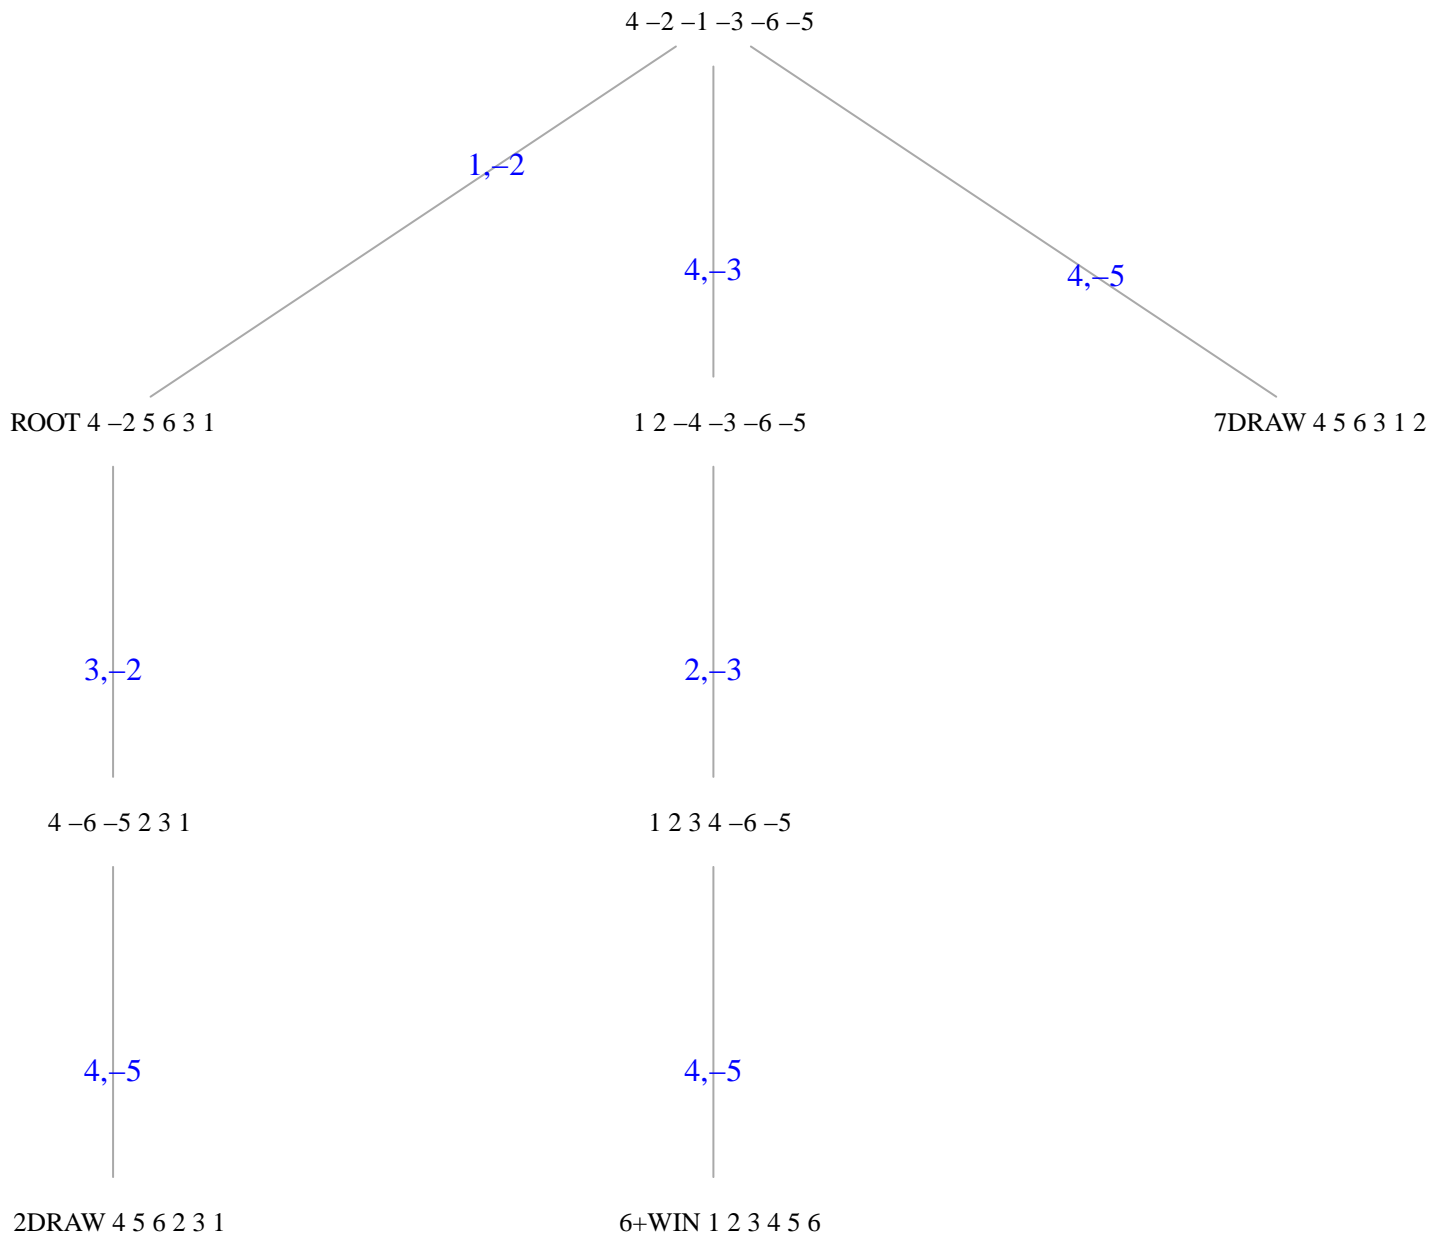 4 –2 –1 –3 –6 –5
1,–2
4,–3
4,–5
ROOT 4 –2 5 6 3 1
1 2 –4 –3 –6 –5
7DRAW 4 5 6 3 1 2
3,–2
2,–3
4 –6 –5 2 3 1
1 2 3 4 –6 –5
4,–5
4,–5
2DRAW 4 5 6 2 3 1
6+WIN 1 2 3 4 5 6